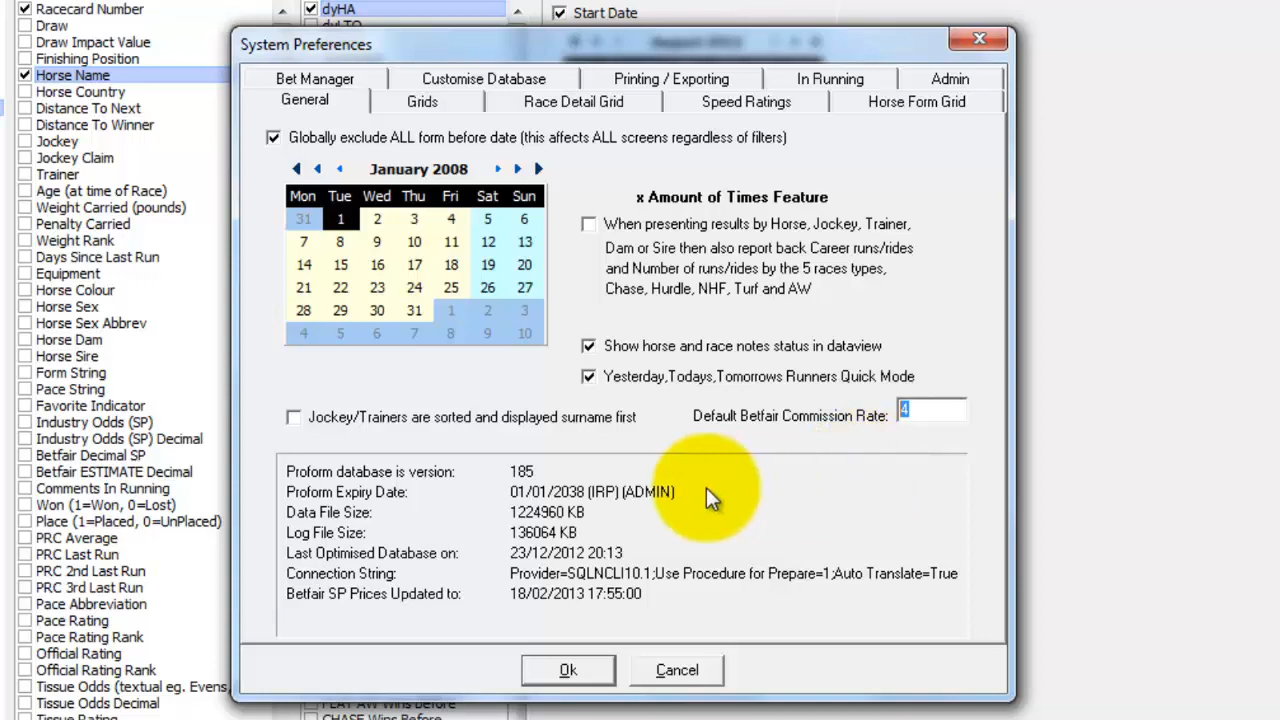 Racecard Number
Draw
Draw Impact Value
Finishing Position
Horse Name
Horse Country
Distance To Next
Distance To Winner
Jockey
Jockey Claim
Trainer
Age (at time of Race)
Weight Carried (pounds)
Penalty Carried
Weight Rank
Days Since Last Run
Equipment
Horse Colour
Horse Sex
Horse Sex Abbrev
Horse Dam
Horse Sire
Form String
Pace String
Favorite Indicator
Industry Odds (SP)
Industry Odds (SP) Decimal
Betfair Decimal SP
Betfair ESTIMATE Decimal
Comments In Running
Won (1=Won, 0=Lost)
Place (1=Placed, 0=UnPlaced)
PRC Average
PRC Last Run
PRC 2nd Last Run
PRC 3rd Last Run
Pace Abbreviation
Pace Rating
Pace Rating Rank
Official Rating
Official Rating Rank
Tissue Odds (textual eg. Evens,
Tissue Odds Decimal
dyHA
Start Date
System Preferences
Bet Manager
Customise Database
Printing / Exporting
In Running
Admin
General
Grids
Race Detail Grid
Speed Ratings
Horse Form Grid
Globally exclude ALL form before date (this affects ALL screens regardless of filters)
January 2008
Mon Tue Wed Thu Fri Sat Sun
31 1 2 3 4 5 6
7 8 9 10 11 12 13
14 15 16 17 18 19 20
21 22 23 24 25 26 27
28 29 30 31 1 2 3
4 5 6 7 8 9 10
x Amount of Times Feature
When presenting results by Horse, Jockey, Trainer,
Dam or Sire then also report back Career runs/rides
and Number of runs/rides by the 5 races types,
Chase, Hurdle, NHF, Turf and AW
Show horse and race notes status in dataview
Yesterday,Todays,Tomorrows Runners Quick Mode
Jockey/Trainers are sorted and displayed surname first
Default Betfair Commission Rate: 4
Proform database is version: 185
Proform Expiry Date: 01/01/2038 (IRP) (ADMIN)
Data File Size: 1224960 KB
Log File Size: 136064 KB
Last Optimised Database on: 23/12/2012 20:13
Connection String: Provider=SQLNCLI10.1;Use Procedure for Prepare=1;Auto Translate=True
Betfair SP Prices Updated to: 18/02/2013 17:55:00
Ok
Cancel